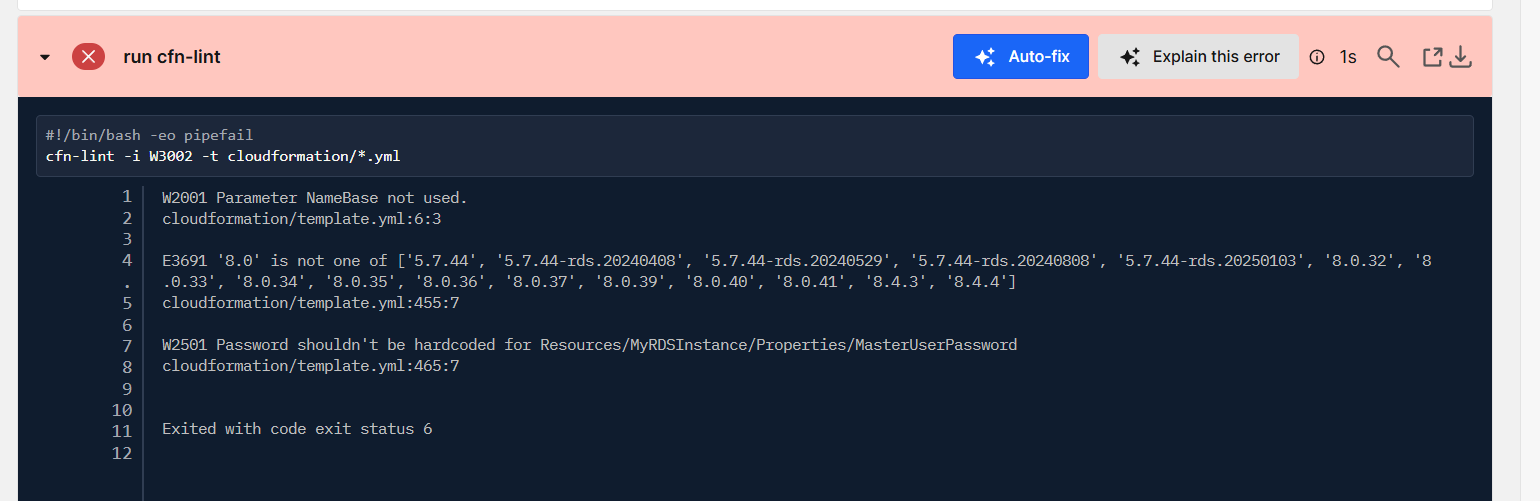 run cfn-lint
Auto-fix
Explain this error
1s
#!/bin/bash -eo pipefail
cfn-lint -i W3002 -t cloudformation/*.yml
1 W2001 Parameter NameBase not used.
2 cloudformation/template.yml:6:3
3
4 E3691 '8.0' is not one of ['5.7.44', '5.7.44-rds.20240408', '5.7.44-rds.20240529', '5.7.44-rds.20240808', '5.7.44-rds.20250103', '8.0.32', '8
. .0.33', '8.0.34', '8.0.35', '8.0.36', '8.0.37', '8.0.39', '8.0.40', '8.0.41', '8.4.3', '8.4.4']
5 cloudformation/template.yml:455:7
6
7 W2501 Password shouldn't be hardcoded for Resources/MyRDSInstance/Properties/MasterUserPassword
8 cloudformation/template.yml:465:7
9
10
11 Exited with code exit status 6
12